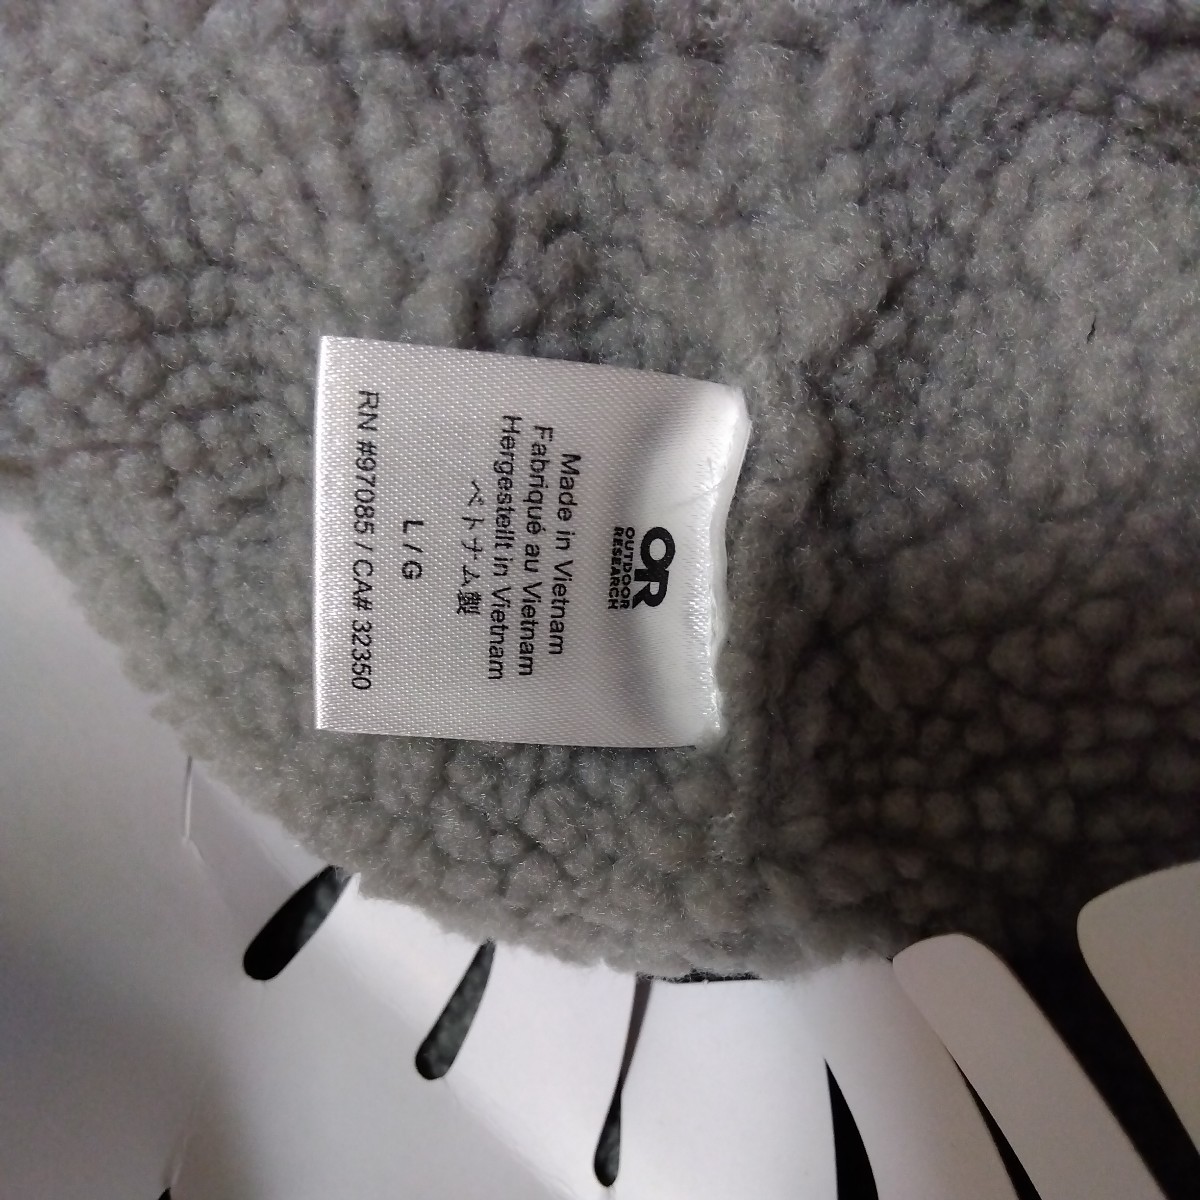 OR
OUTDOOR
RESEARCH
Made in Vietnam
Fabriqué au Vietnam
Hergestellt in Vietnam
ベトナム製
L / G
RN #97085 / CA# 32350